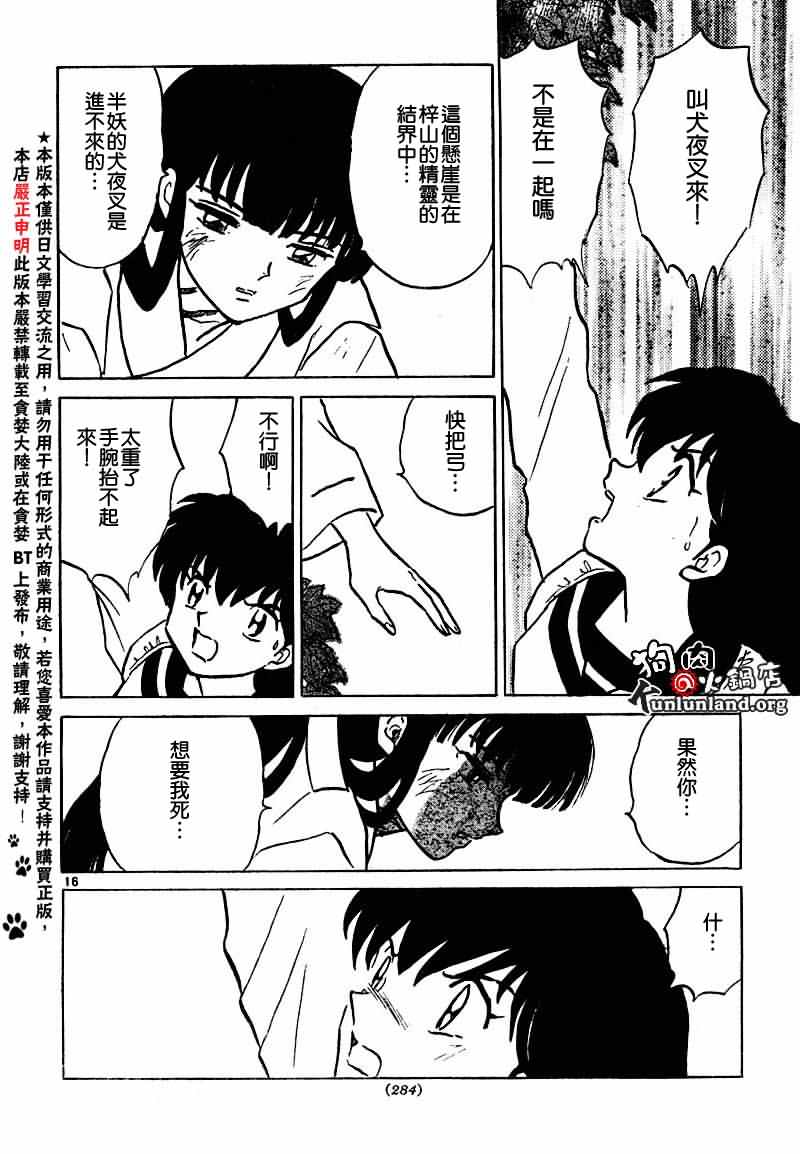 叫犬夜叉來！
不是在一起嗎
這個懸崖是在
梓山的精靈的
結界中…
半妖的犬夜叉是
進不來的…
快把弓…
不行啊！
太重了
手腕抬不起
來！
果然你…
想要我死…
什…
16
(284)
狗肉火鍋店
Kunlunland.org
★本版本僅供日文學習交流之用，請勿用于任何形式的商業用途，若您喜愛本作品請支持并購買正版，
本店嚴正申明此版本嚴禁轉載至貪婪大陸或在貪婪 BT 上發布，敬請理解，謝謝支持！